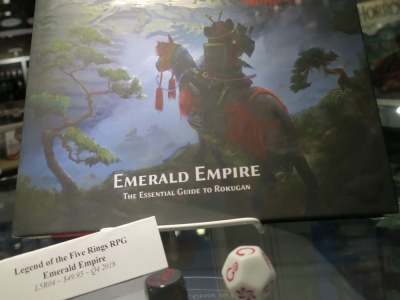 Emerald Empire
The Essential Guide to Rokugan
Legend of the Five Rings RPG
Emerald Empire
L5R04 – $49.95 – Q4 2018